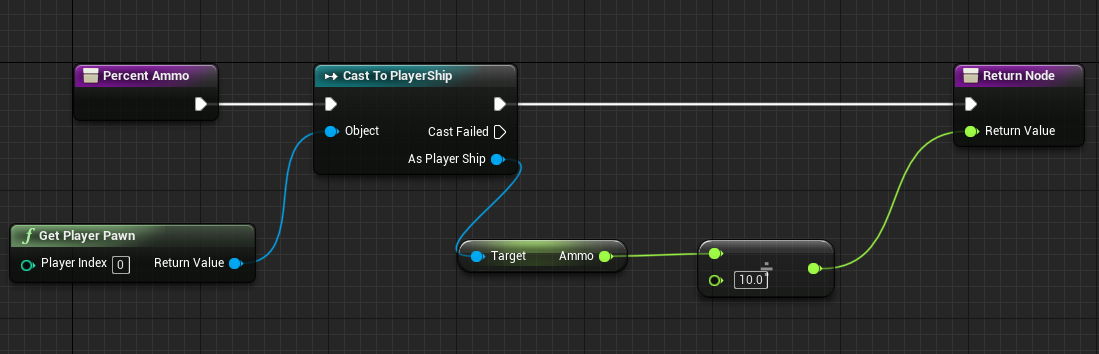 Percent Ammo
Cast To PlayerShip
Return Node
Object
Cast Failed
Return Value
As Player Ship
f Get Player Pawn
Player Index 0 Return Value
Target Ammo
÷
10.0